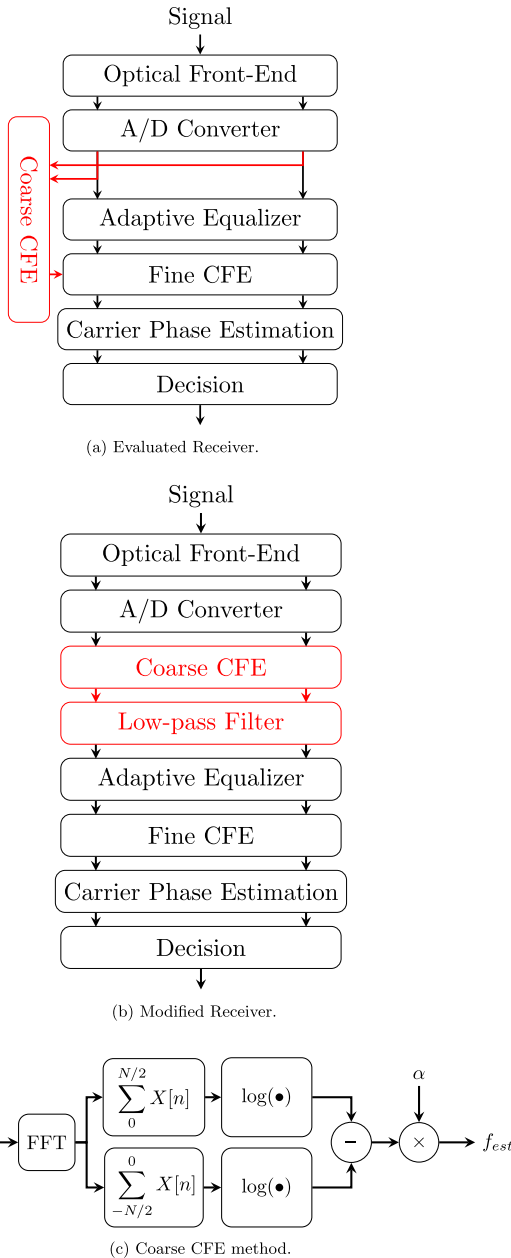 Signal
Optical Front-End
A/D Converter
Coarse CFE
Adaptive Equalizer
Fine CFE
Carrier Phase Estimation
Decision
(a) Evaluated Receiver.
Signal
Optical Front-End
A/D Converter
Coarse CFE
Low-pass Filter
Adaptive Equalizer
Fine CFE
Carrier Phase Estimation
Decision
(b) Modified Receiver.
FFT
N/2
∑ X[n]
0
log(•)
0
∑ X[n]
−N/2
log(•)
−
α
×
f_est
(c) Coarse CFE method.